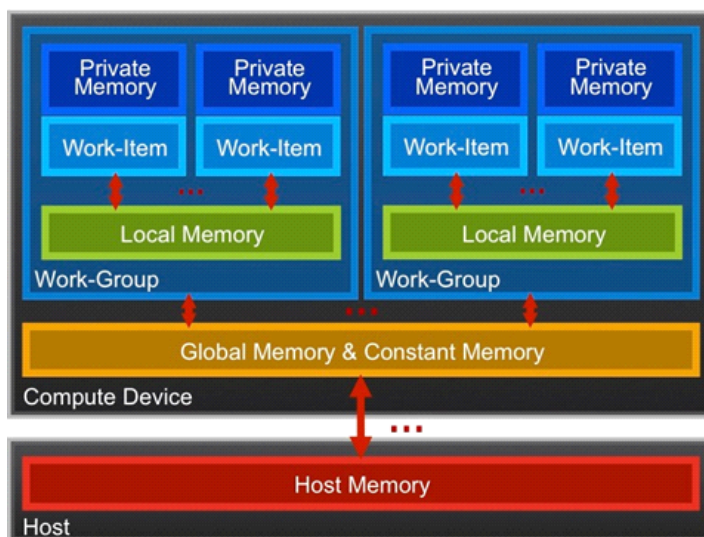 Private Memory
Private Memory
Private Memory
Private Memory
Work-Item
Work-Item
Work-Item
Work-Item
...
...
Local Memory
Local Memory
Work-Group
Work-Group
...
Global Memory & Constant Memory
Compute Device
...
Host Memory
Host